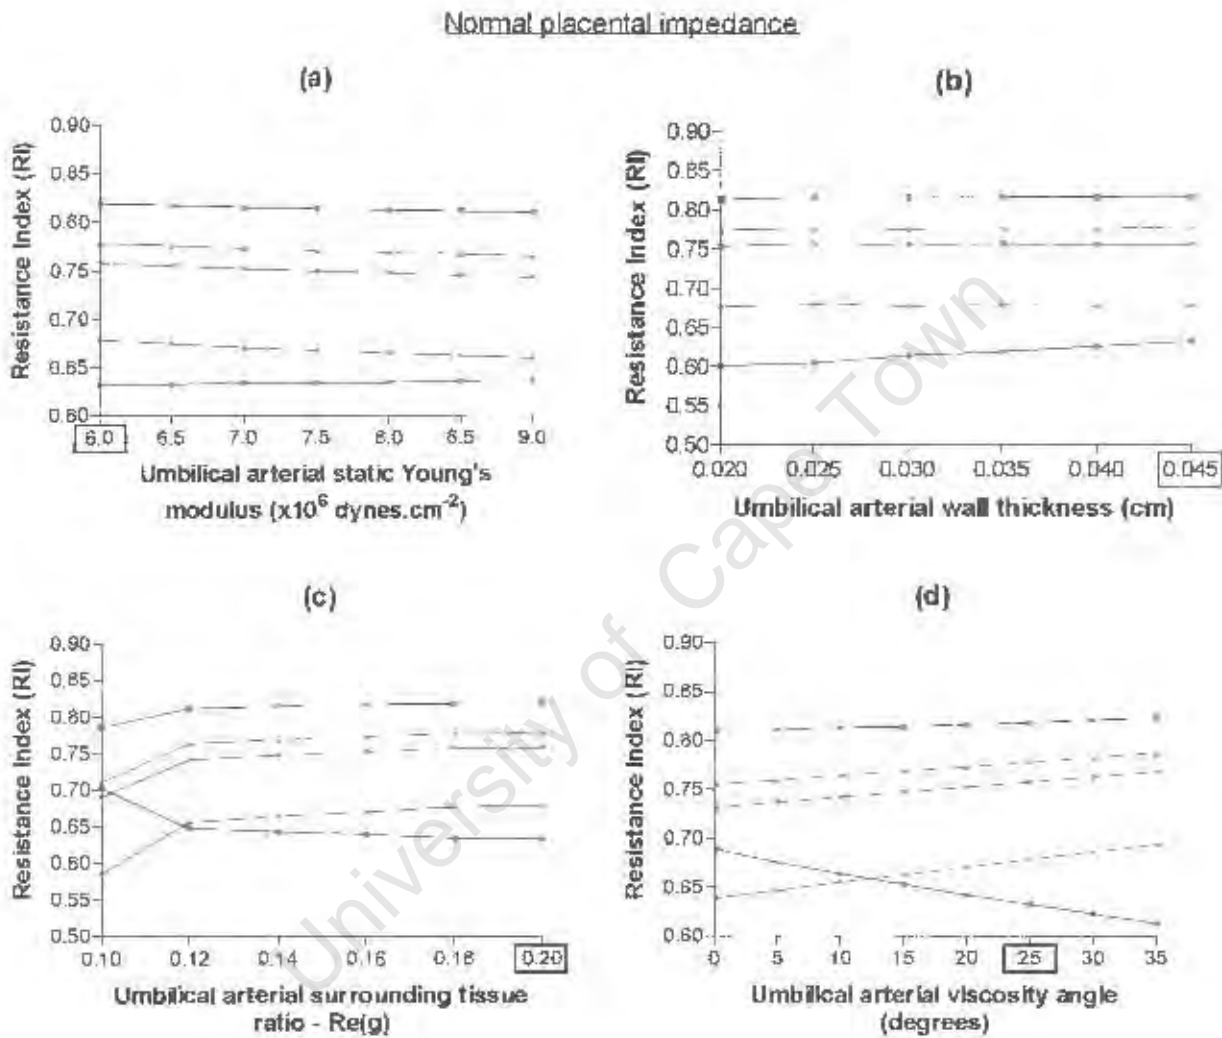 Normal placental impedance
(a)
Resistance Index (RI)
0.90
0.85
0.80
0.75
0.70
0.65
0.60
6.0 6.5 7.0 7.5 8.0 8.5 9.0
Umbilical arterial static Young's
modulus (x10⁶ dynes.cm⁻²)
(b)
Resistance Index (RI)
0.90
0.85
0.80
0.75
0.70
0.65
0.60
0.55
0.50
0.020 0.025 0.030 0.035 0.040 0.045
Umbilical arterial wall thickness (cm)
(c)
Resistance Index (RI)
0.90
0.85
0.80
0.75
0.70
0.65
0.60
0.55
0.50
0.10 0.12 0.14 0.16 0.18 0.20
Umbilical arterial surrounding tissue
ratio - Re(g)
(d)
Resistance Index (RI)
0.90
0.85
0.80
0.75
0.70
0.65
0.60
0 5 10 15 20 25 30 35
Umbilical arterial viscosity angle
(degrees)
University of Cape Town